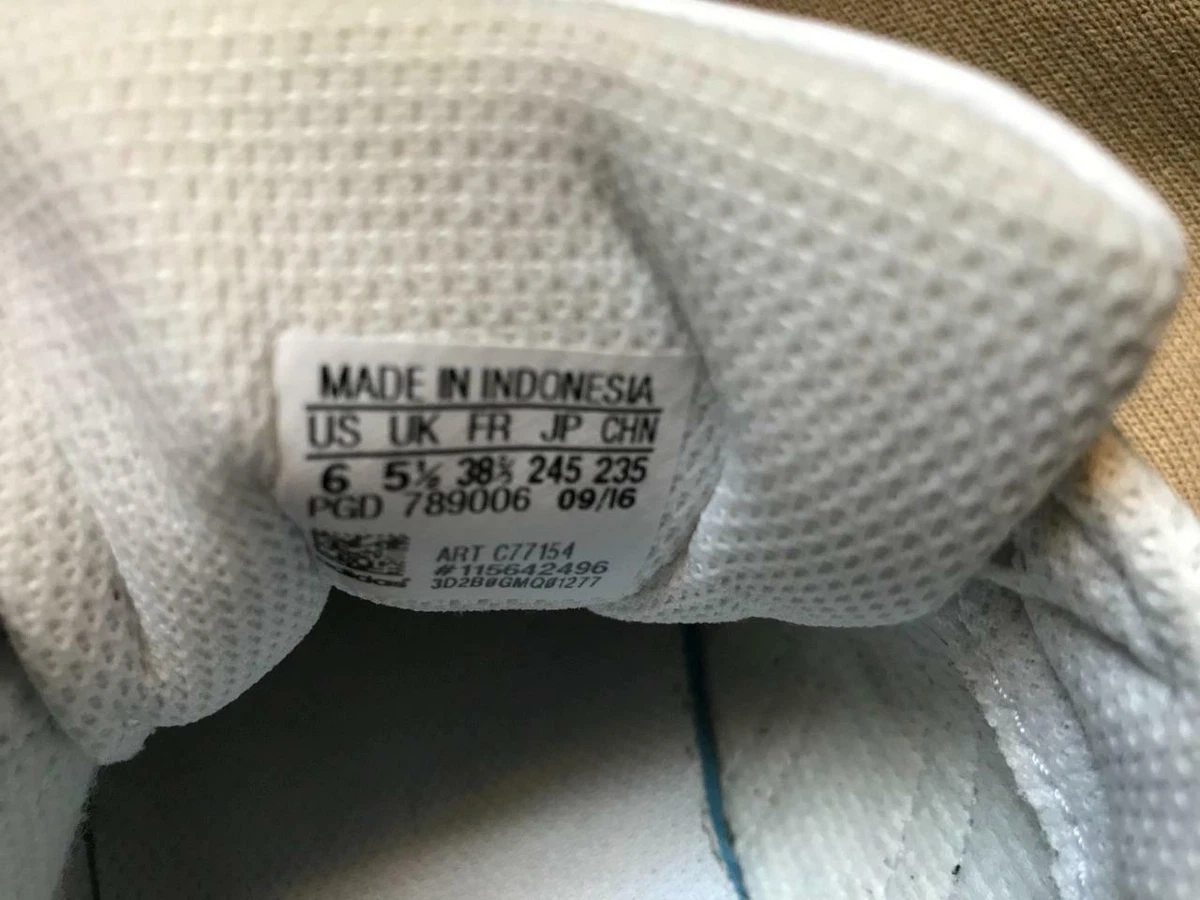 MADE IN INDONESIA
US UK FR JP CHN
6 5½ 38⅔ 245 235
PGD 789006 09/16
ART C77154
#115642496
3D2B0GMQ01277
adidas